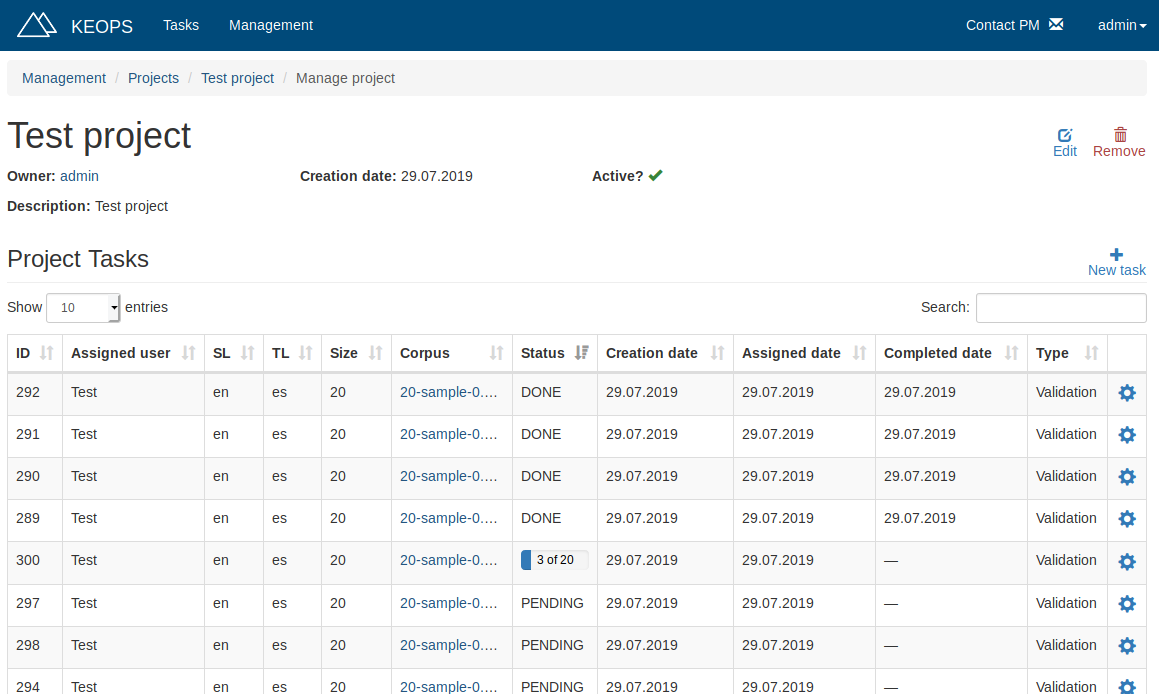 KEOPS Tasks Management Contact PM admin
Management / Projects / Test project / Manage project
Test project
Edit Remove
Owner: admin Creation date: 29.07.2019 Active?
Description: Test project
Project Tasks
New task
Show 10 entries Search:
ID Assigned user SL TL Size Corpus Status Creation date Assigned date Completed date Type
292 Test en es 20 20-sample-0.… DONE 29.07.2019 29.07.2019 29.07.2019 Validation
291 Test en es 20 20-sample-0.… DONE 29.07.2019 29.07.2019 29.07.2019 Validation
290 Test en es 20 20-sample-0.… DONE 29.07.2019 29.07.2019 29.07.2019 Validation
289 Test en es 20 20-sample-0.… DONE 29.07.2019 29.07.2019 29.07.2019 Validation
300 Test en es 20 20-sample-0.… 3 of 20 29.07.2019 29.07.2019 — Validation
297 Test en es 20 20-sample-0.… PENDING 29.07.2019 29.07.2019 — Validation
298 Test en es 20 20-sample-0.… PENDING 29.07.2019 29.07.2019 — Validation
294 Test en es 20 20-sample-0.… PENDING 29.07.2019 29.07.2019 — Validation